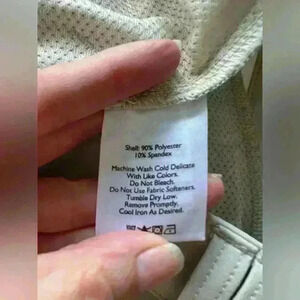 Shell: 90% Polyester
10% Spandex
Machine Wash Cold Delicate
With Like Colors.
Do Not Bleach.
Do Not Use Fabric Softeners.
Tumble Dry Low.
Remove Promptly.
Cool Iron As Desired.